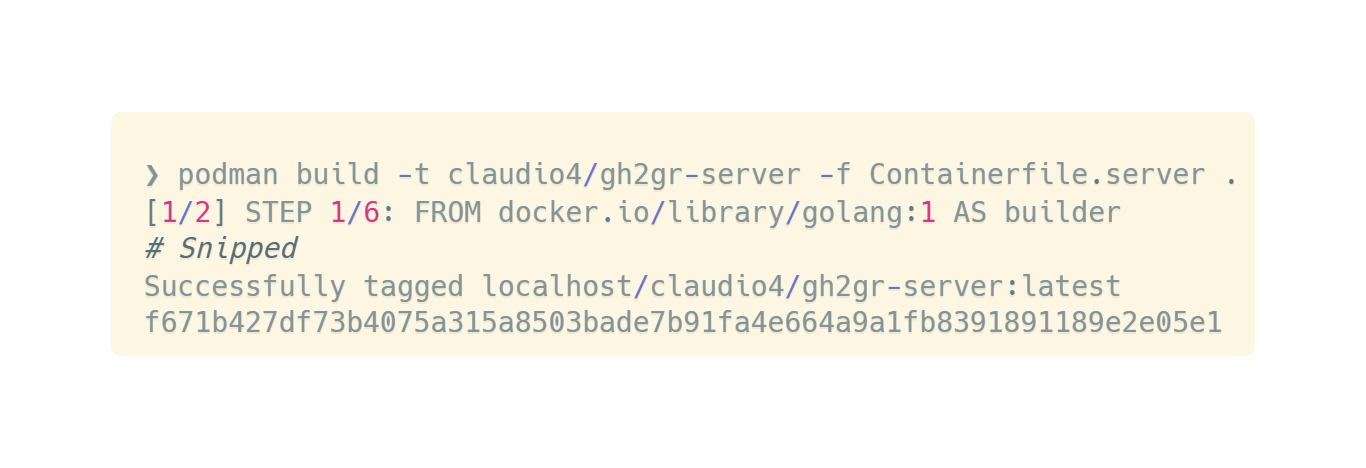 ❯ podman build -t claudio4/gh2gr-server -f Containerfile.server .
[1/2] STEP 1/6: FROM docker.io/library/golang:1 AS builder
# Snipped
Successfully tagged localhost/claudio4/gh2gr-server:latest
f671b427df73b4075a315a8503bade7b91fa4e664a9a1fb8391891189e2e05e1